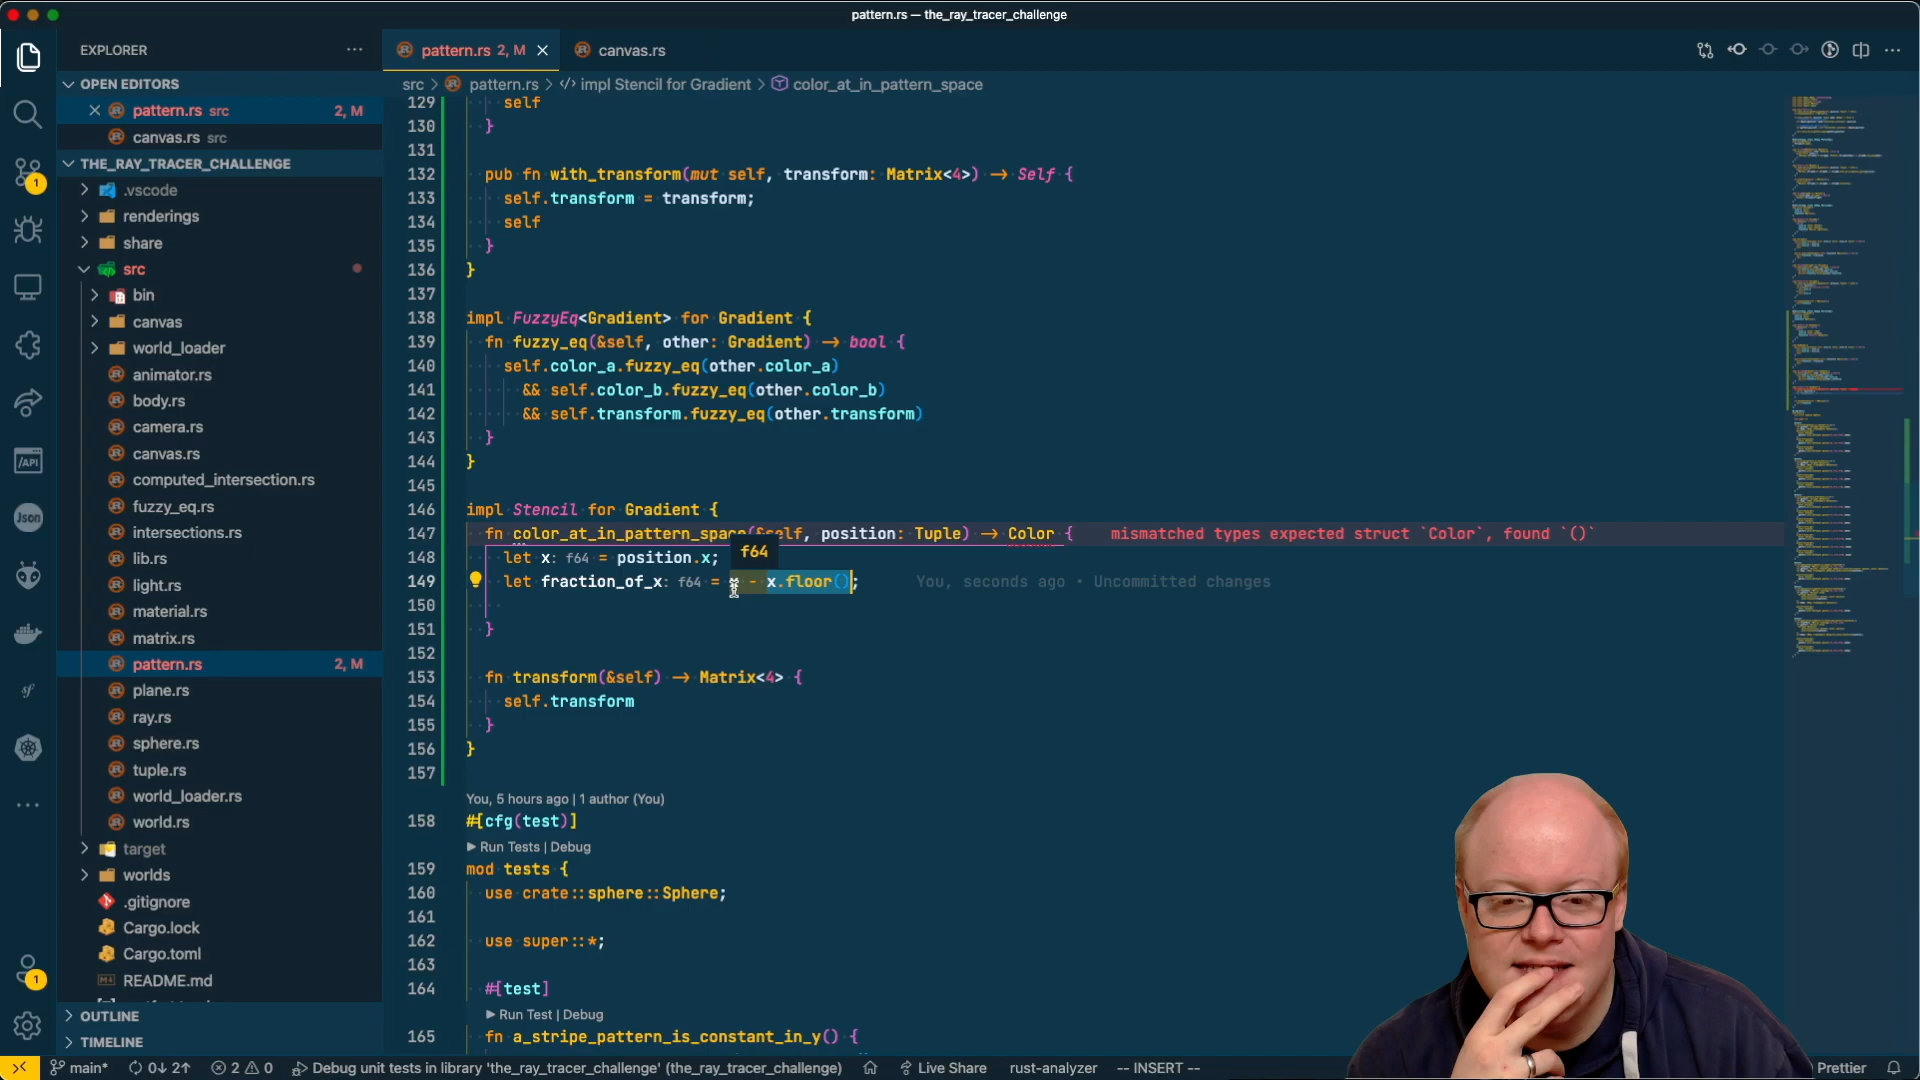 pattern.rs — the_ray_tracer_challenge
EXPLORER
pattern.rs 2, M
canvas.rs
OPEN EDITORS
pattern.rs src 2, M
canvas.rs src
THE_RAY_TRACER_CHALLENGE
.vscode
renderings
share
src
bin
canvas
world_loader
animator.rs
body.rs
camera.rs
canvas.rs
computed_intersection.rs
fuzzy_eq.rs
intersections.rs
lib.rs
light.rs
material.rs
matrix.rs
pattern.rs 2, M
plane.rs
ray.rs
sphere.rs
tuple.rs
world_loader.rs
world.rs
target
worlds
.gitignore
Cargo.lock
Cargo.toml
README.md
OUTLINE
TIMELINE
1
/API
Json
sf
1
src > pattern.rs > impl Stencil for Gradient > color_at_in_pattern_space
129 self
130 }
131
132 pub fn with_transform(mut self, transform: Matrix<4>) → Self {
133 self.transform = transform;
134 self
135 }
136 }
137
138 impl FuzzyEq<Gradient> for Gradient {
139 fn fuzzy_eq(&self, other: Gradient) → bool {
140 self.color_a.fuzzy_eq(other.color_a)
141 && self.color_b.fuzzy_eq(other.color_b)
142 && self.transform.fuzzy_eq(other.transform)
143 }
144 }
145
146 impl Stencil for Gradient {
147 fn color_at_in_pattern_space(&self, position: Tuple) → Color { mismatched types expected struct `Color`, found `()`
f64
148 let x: f64 = position.x;
149 let fraction_of_x: f64 = x - x.floor(); You, seconds ago • Uncommitted changes
150
151 }
152
153 fn transform(&self) → Matrix<4> {
154 self.transform
155 }
156 }
157
You, 5 hours ago | 1 author (You)
158 #[cfg(test)]
Run Tests | Debug
159 mod tests {
160 use crate::sphere::Sphere;
161
162 use super::*;
163
164 #[test]
Run Test | Debug
165 fn a_stripe_pattern_is_constant_in_y() {
main* 0↓ 2↑ 2 0 Debug unit tests in library 'the_ray_tracer_challenge' (the_ray_tracer_challenge) Live Share rust-analyzer -- INSERT -- Prettier